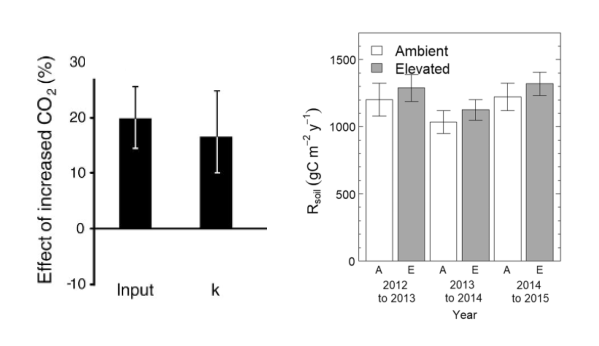 Effect of increased CO2 (%)
30
20
10
0
-10
Input k
Rsoil (gC m−2 y−1)
1500
1000
500
0
Ambient
Elevated
A E A E A E
2012 2013 2014
to 2013 to 2014 to 2015
Year